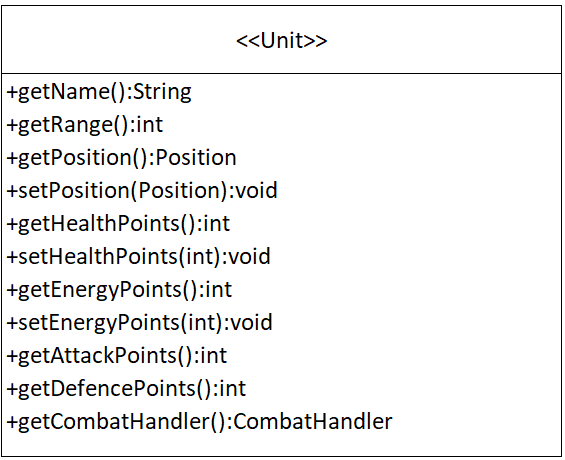 <<Unit>>
+getName():String
+getRange():int
+getPosition():Position
+setPosition(Position):void
+getHealthPoints():int
+setHealthPoints(int):void
+getEnergyPoints():int
+setEnergyPoints(int):void
+getAttackPoints():int
+getDefencePoints():int
+getCombatHandler():CombatHandler